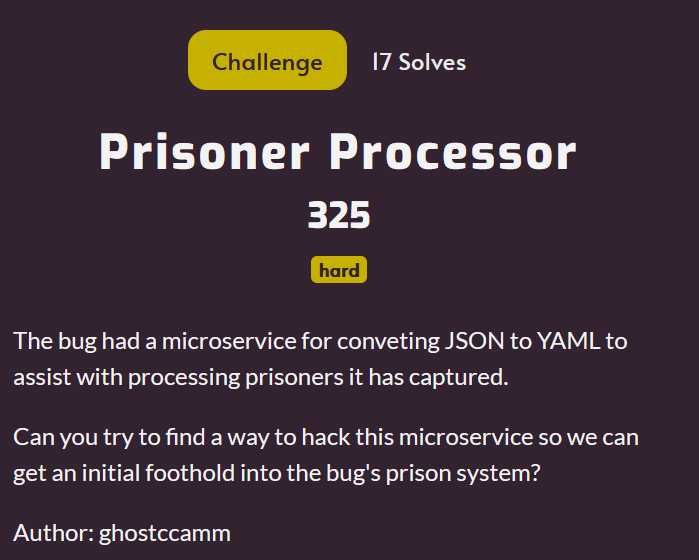 Challenge
17 Solves
Prisoner Processor
325
hard
The bug had a microservice for conveting JSON to YAML to
assist with processing prisoners it has captured.
Can you try to find a way to hack this microservice so we can
get an initial foothold into the bug's prison system?
Author: ghostccamm